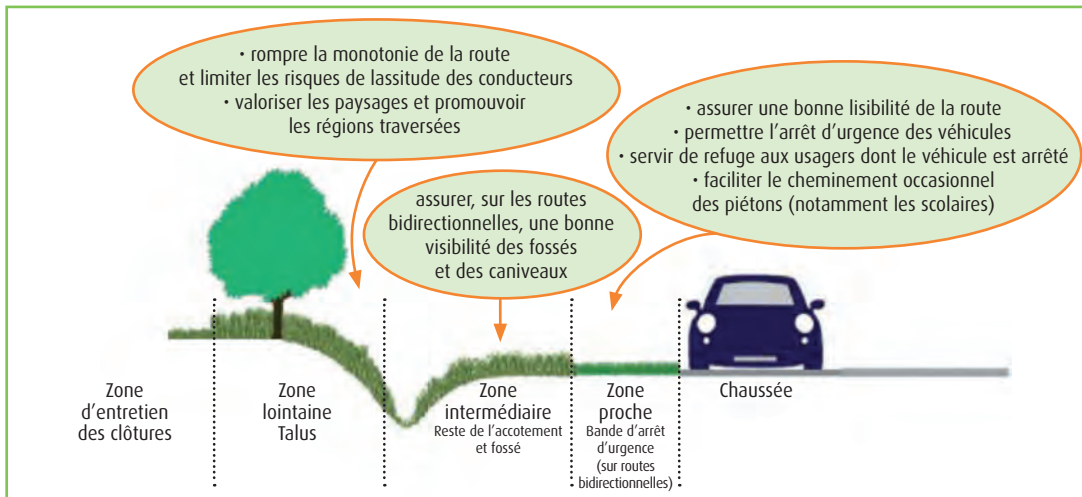 • rompre la monotonie de la route
et limiter les risques de lassitude des conducteurs
• valoriser les paysages et promouvoir
les régions traversées
• assurer une bonne lisibilité de la route
• permettre l'arrêt d'urgence des véhicules
• servir de refuge aux usagers dont le véhicule est arrêté
• faciliter le cheminement occasionnel
des piétons (notamment les scolaires)
assurer, sur les routes
bidirectionnelles, une bonne
visibilité des fossés
et des caniveaux
Zone
d'entretien
des clôtures
Zone
lointaine
Talus
Zone
intermédiaire
Reste de l'accotement
et fossé
Zone
proche
Bande d'arrêt
d'urgence
(sur routes
bidirectionnelles)
Chaussée